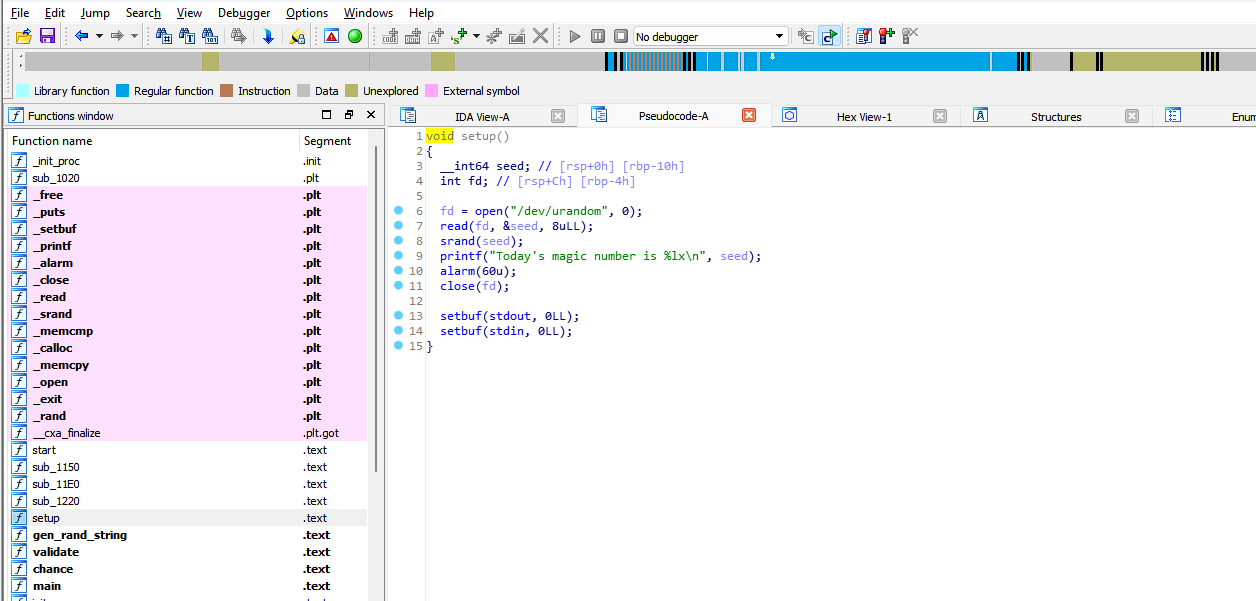 File Edit Jump Search View Debugger Options Windows Help
No debugger
Library function Regular function Instruction Data Unexplored External symbol
Functions window
IDA View-A Pseudocode-A Hex View-1 Structures Enum
Function name Segment
_init_proc .init
sub_1020 .plt
_free .plt
_puts .plt
_setbuf .plt
_printf .plt
_alarm .plt
_close .plt
_read .plt
_srand .plt
_memcmp .plt
_calloc .plt
_memcpy .plt
_open .plt
_exit .plt
_rand .plt
__cxa_finalize .plt.got
start .text
sub_1150 .text
sub_11E0 .text
sub_1220 .text
setup .text
gen_rand_string .text
validate .text
chance .text
main .text
1 void setup()
2 {
3 __int64 seed; // [rsp+0h] [rbp-10h]
4 int fd; // [rsp+Ch] [rbp-4h]
5
6 fd = open("/dev/urandom", 0);
7 read(fd, &seed, 8uLL);
8 srand(seed);
9 printf("Today's magic number is %lx\n", seed);
10 alarm(60u);
11 close(fd);
12
13 setbuf(stdout, 0LL);
14 setbuf(stdin, 0LL);
15 }